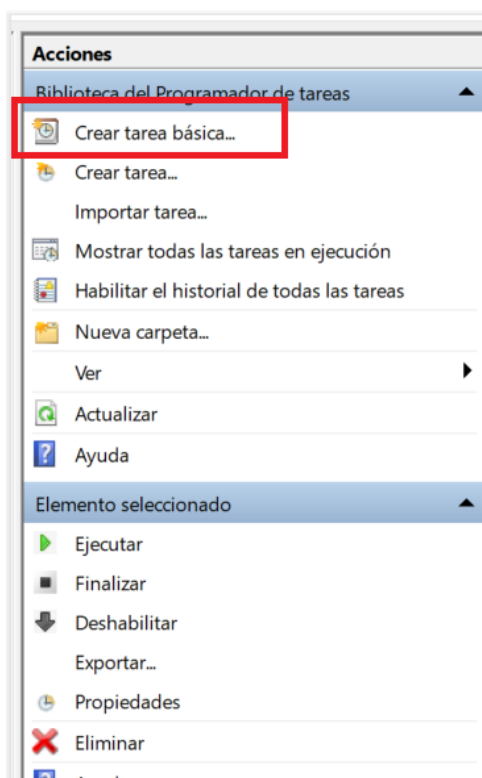 Acciones
Biblioteca del Programador de tareas
Crear tarea básica...
Crear tarea...
Importar tarea...
Mostrar todas las tareas en ejecución
Habilitar el historial de todas las tareas
Nueva carpeta...
Ver
Actualizar
Ayuda
Elemento seleccionado
Ejecutar
Finalizar
Deshabilitar
Exportar...
Propiedades
Eliminar